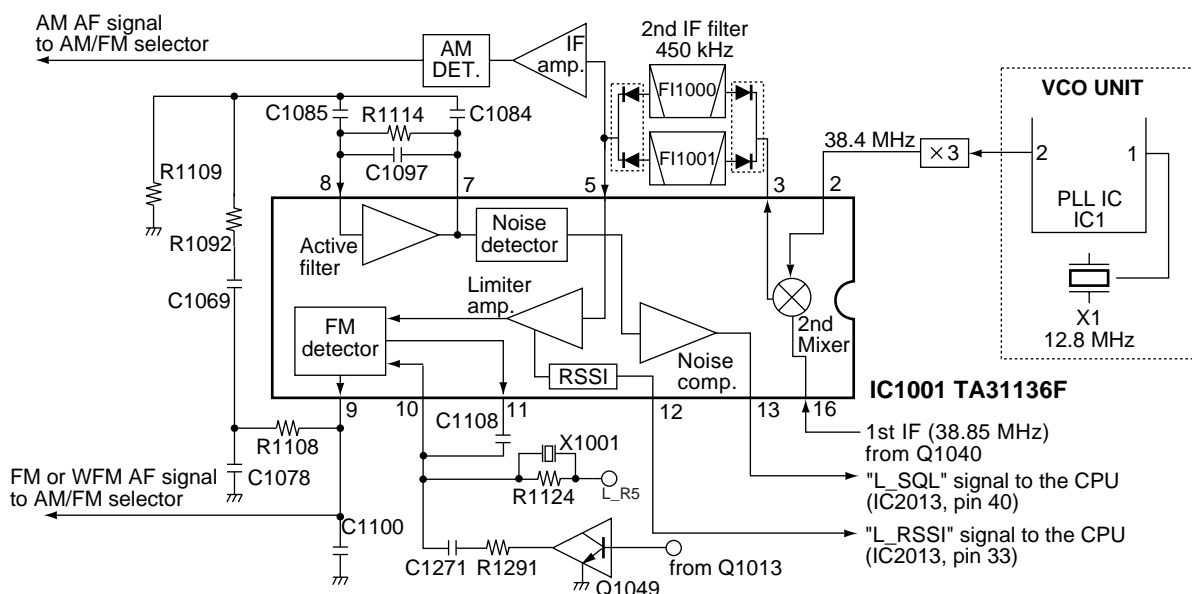 AM AF signal
to AM/FM selector
AM
DET.
IF
amp.
2nd IF filter
450 kHz
FI1000
FI1001
VCO UNIT
38.4 MHz
×3
2
1
PLL IC
IC1
X1
12.8 MHz
C1085
R1114
C1084
C1097
R1109
R1092
C1069
8
7
5
3
2
Active
filter
Noise
detector
Limiter
amp.
FM
detector
RSSI
Noise
comp.
2nd
Mixer
IC1001 TA31136F
9
10
11
12
13
16
C1108
R1108
C1078
X1001
R1124
L_R5
1st IF (38.85 MHz)
from Q1040
"L_SQL" signal to the CPU
(IC2013, pin 40)
"L_RSSI" signal to the CPU
(IC2013, pin 33)
FM or WFM AF signal
to AM/FM selector
C1100
C1271
R1291
Q1049
from Q1013